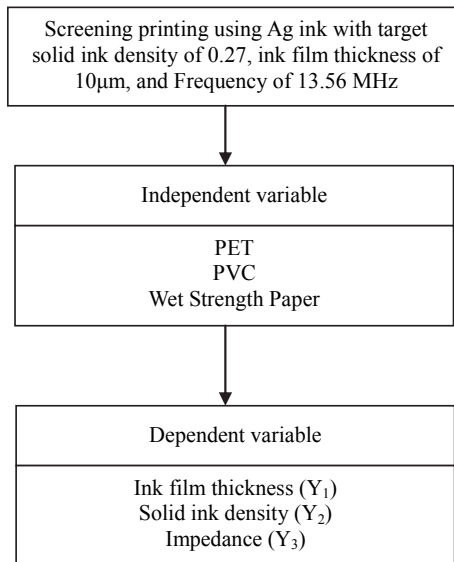 Screening printing using Ag ink with target
solid ink density of 0.27, ink film thickness of
10μm, and Frequency of 13.56 MHz
Independent variable
PET
PVC
Wet Strength Paper
Dependent variable
Ink film thickness (Y₁)
Solid ink density (Y₂)
Impedance (Y₃)